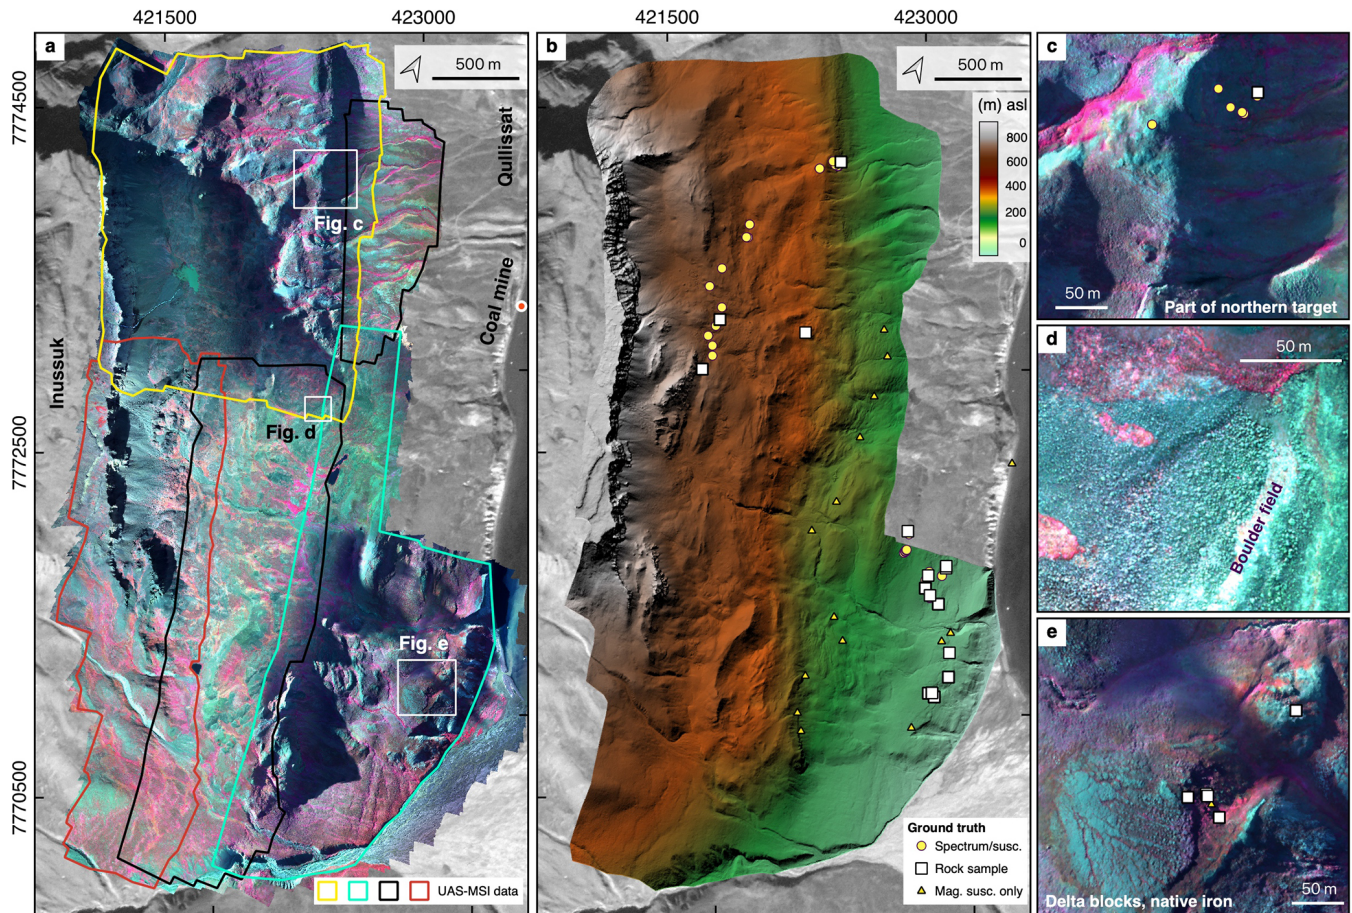 421500
423000
421500
423000
a
500 m
7774500
7772500
7770500
Qullissat
Coal mine
Inussuk
Fig. c
Fig. d
Fig. e
UAS-MSI data
b
500 m
(m) asl
800
600
400
200
0
Ground truth
Spectrum/susc.
Rock sample
Mag. susc. only
c
50 m
Part of northern target
d
50 m
Boulder field
e
50 m
Delta blocks, native iron